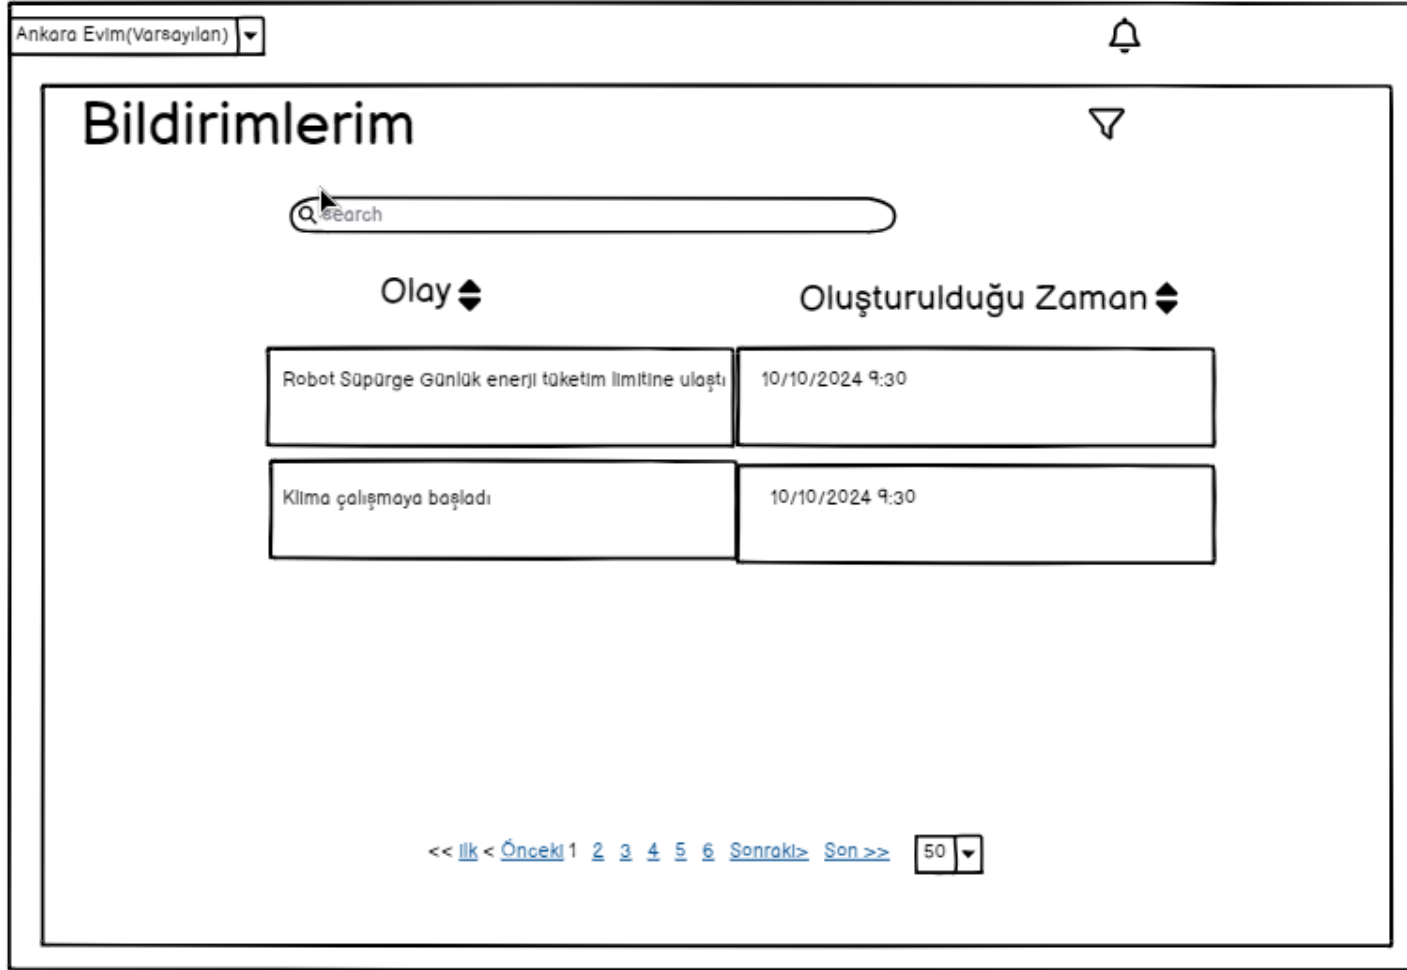 Ankara Evim(Varsayılan)
Bildirimlerim
search
Olay
Oluşturulduğu Zaman
Robot Süpürge Günlük enerji tüketim limitine ulaştı
10/10/2024 9:30
Klima çalışmaya başladı
10/10/2024 9:30
<< İlk < Önceki 1 2 3 4 5 6 Sonraki> Son >> 50